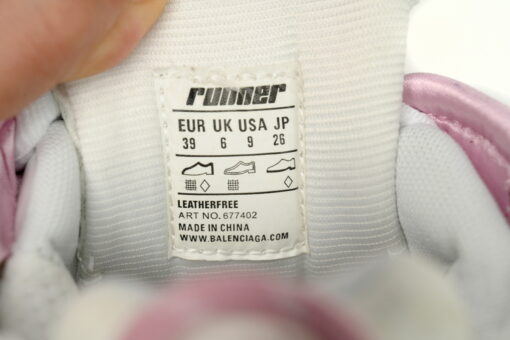 runner
EUR UK USA JP
39 6 9 26
LEATHERFREE
ART NO. 677402
MADE IN CHINA
WWW.BALENCIAGA.COM